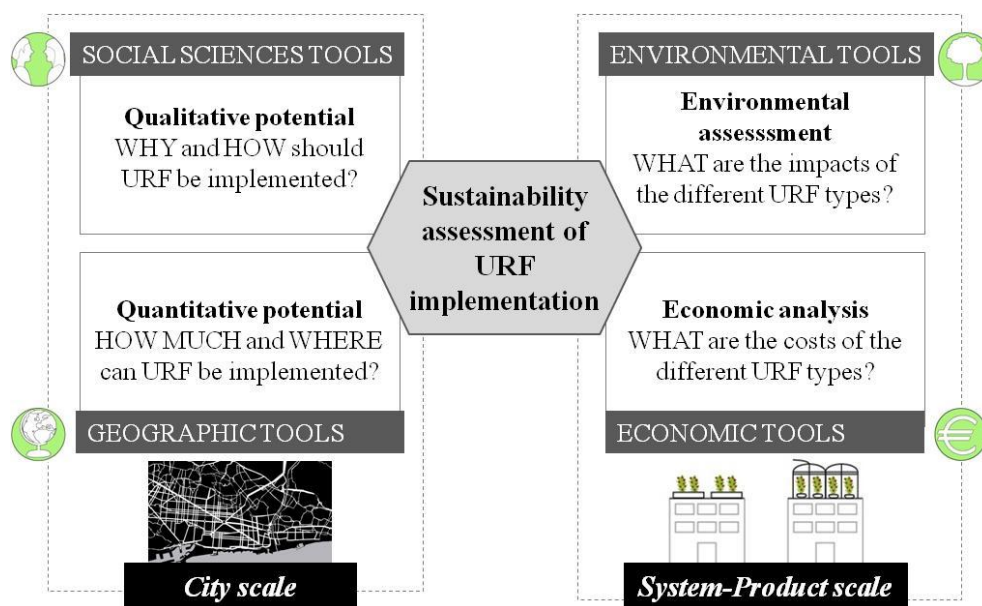 SOCIAL SCIENCES TOOLS
Qualitative potential
WHY and HOW should
URF be implemented?
Quantitative potential
HOW MUCH and WHERE
can URF be implemented?
GEOGRAPHIC TOOLS
City scale
Sustainability
assessment of
URF
implementation
ENVIRONMENTAL TOOLS
Environmental
assesssment
WHAT are the impacts of
the different URF types?
Economic analysis
WHAT are the costs of the
different URF types?
ECONOMIC TOOLS
€
System-Product scale